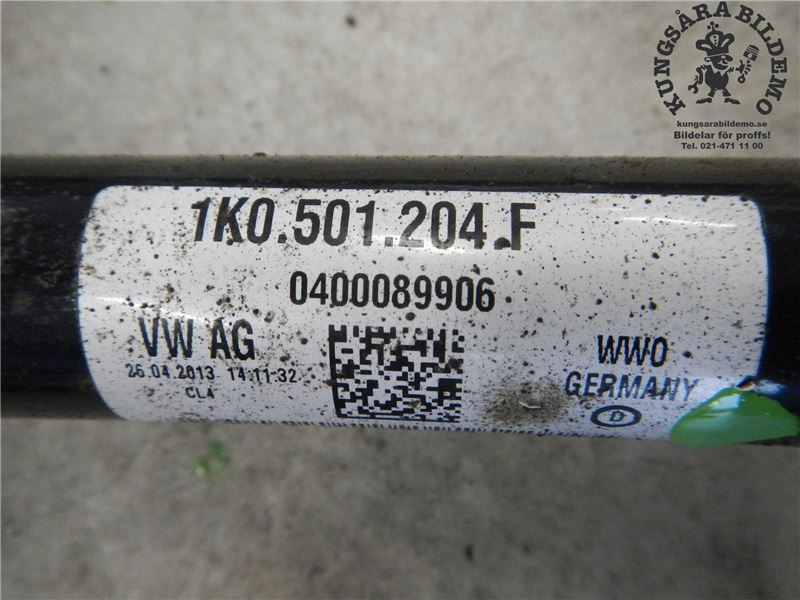 KUNGSÅRA BILDEMO
kungsarabildemo.se
Bildelar för proffs!
Tel. 021-471 11 00
1K0.501.204.F
0400089906
VW AG
26.04.2013 14:11:32
CL4
WWO
GERMANY
D